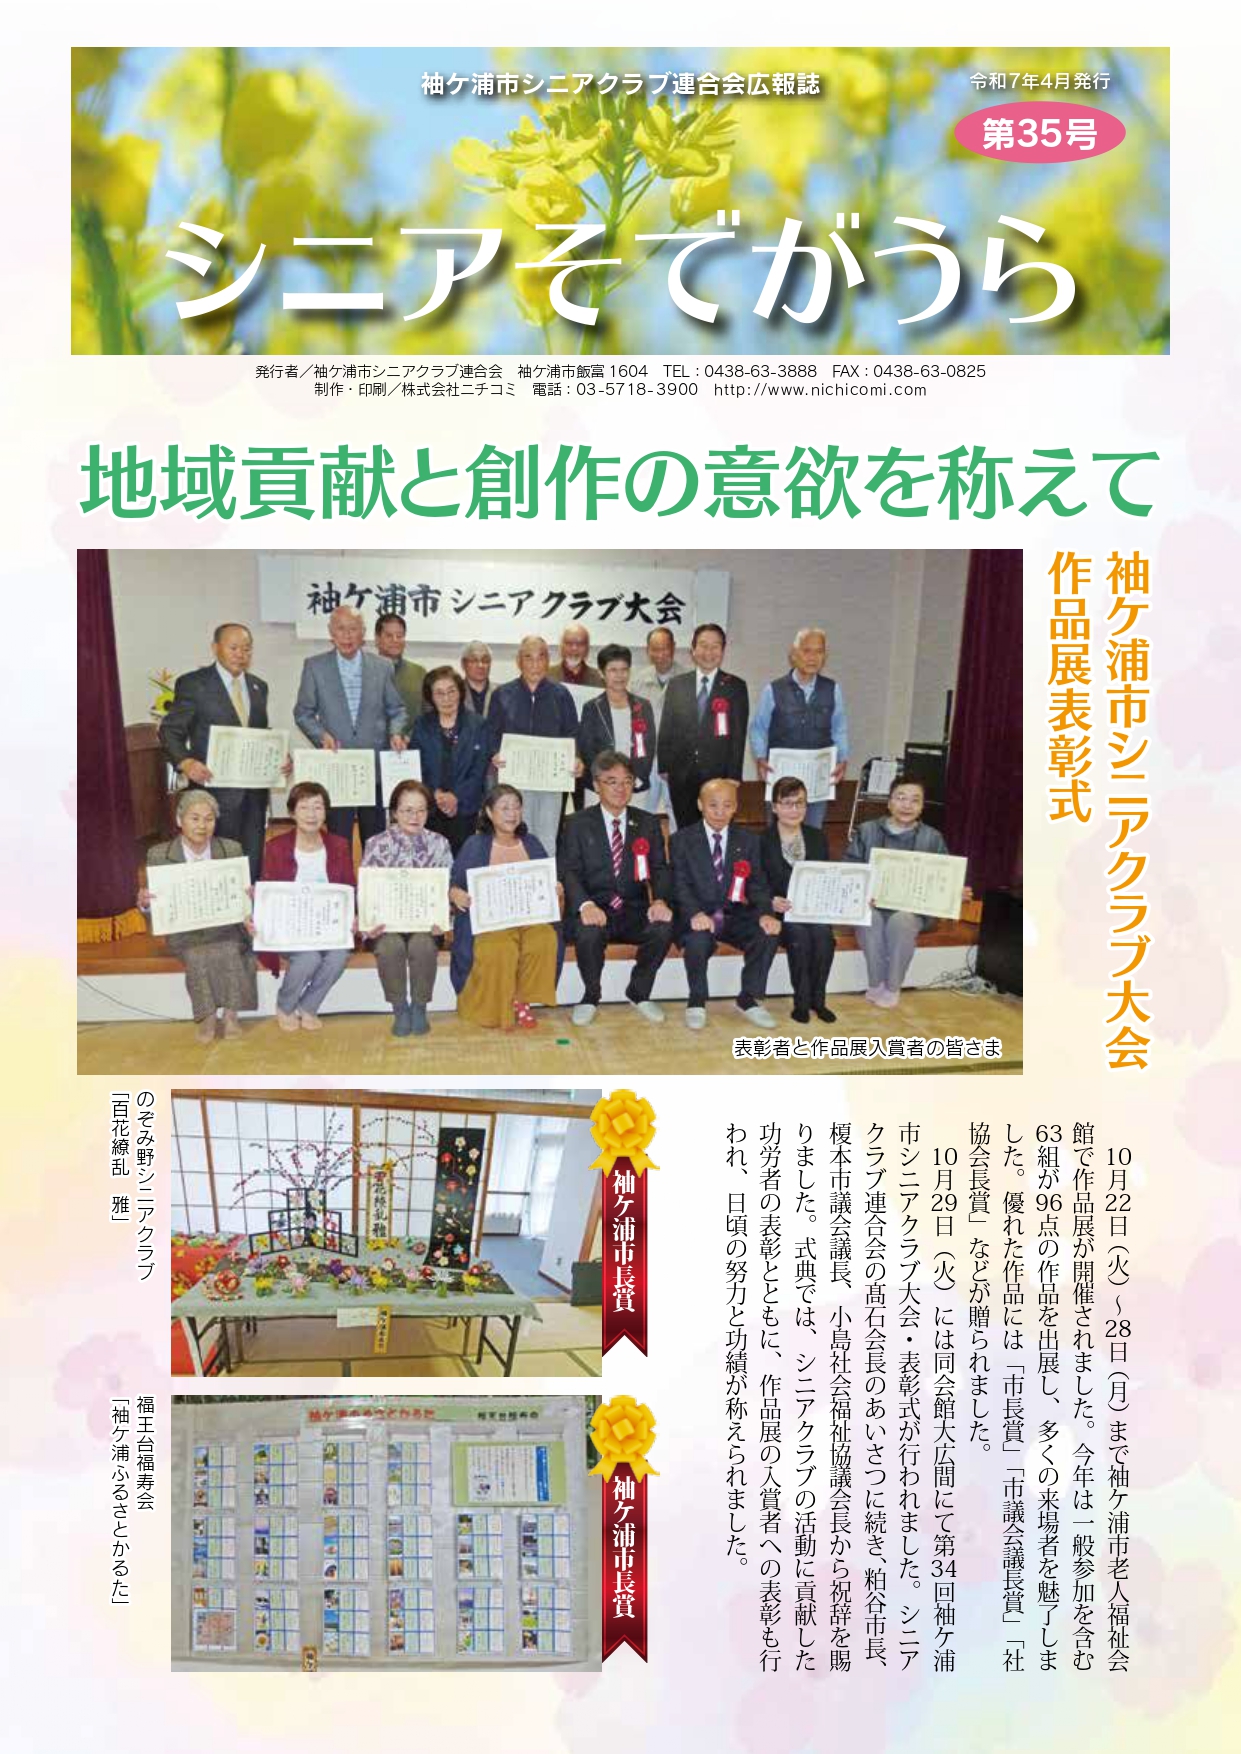 袖ケ浦市シニアクラブ連合会広報誌
令和7年4月発行
第35号
シニアそでがうら
発行者／袖ケ浦市シニアクラブ連合会　袖ケ浦市飯富1604　TEL：0438-63-3888　FAX：0438-63-0825
制作・印刷／株式会社ニチコミ　電話：03-5718-3900　http://www.nichicomi.com
地域貢献と創作の意欲を称えて
袖ケ浦市シニアクラブ大会
作品展表彰式
袖ケ浦市シニアクラブ大会
表彰者と作品展入賞者の皆さま
10月22日（火）～28日（月）まで袖ケ浦市老人福祉会
館で作品展が開催されました。今年は一般参加を含む
63組が96点の作品を出展し、多くの来場者を魅了しま
した。優れた作品には「市長賞」「市議会議長賞」「社
協会長賞」などが贈られました。
10月29日（火）には同会館大広間にて第34回袖ケ浦
市シニアクラブ大会・表彰式が行われました。シニア
クラブ連合会の髙石会長のあいさつに続き、粕谷市長、
榎本市議会議長、小島社会福祉協議会長から祝辞を賜
りました。式典では、シニアクラブの活動に貢献した
功労者の表彰とともに、作品展の入賞者への表彰も行
われ、日頃の努力と功績が称えられました。
袖ケ浦市長賞
百花繚乱 雅
のぞみ野シニアクラブ
「百花繚乱　雅」
袖ケ浦市長賞
袖ケ浦ふるさとかるた
福王台福寿会
福王台福寿会
「袖ケ浦ふるさとかるた」